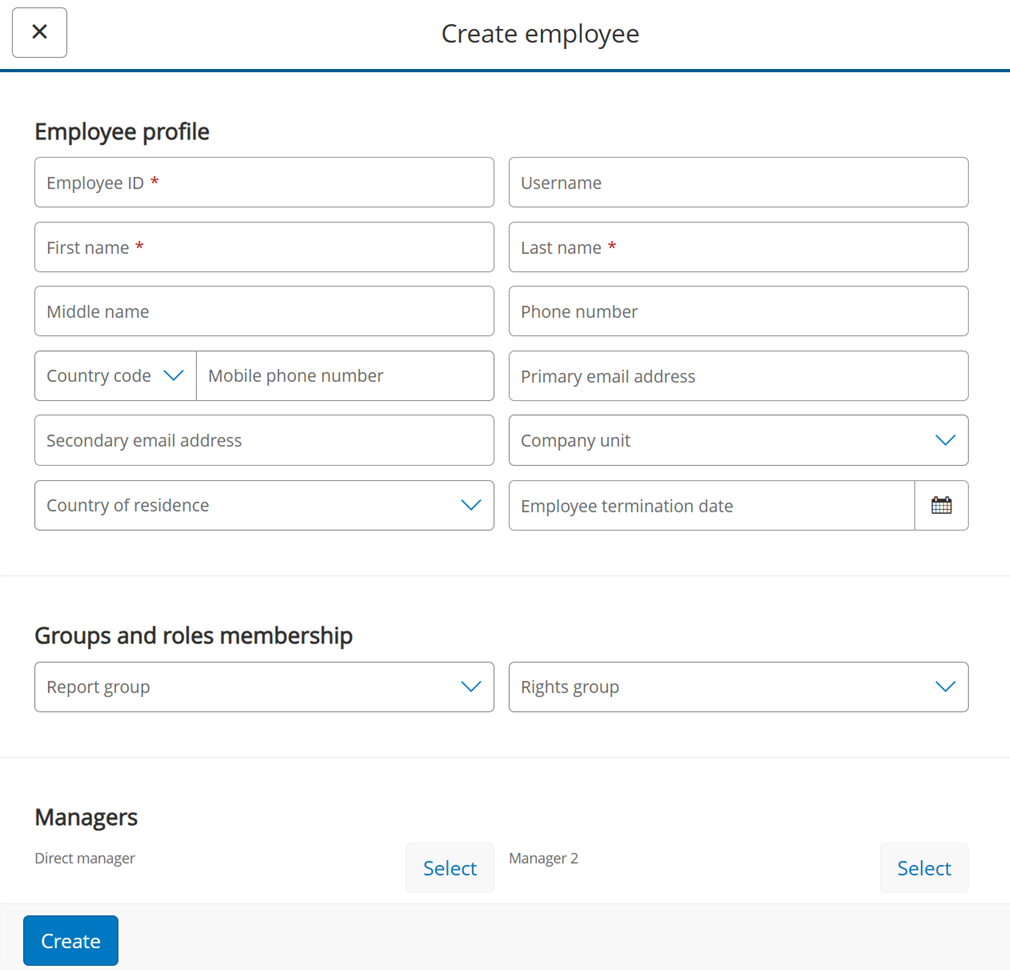 Create employee
Employee profile
Employee ID *
Username
First name *
Last name *
Middle name
Phone number
Country code
Mobile phone number
Primary email address
Secondary email address
Company unit
Country of residence
Employee termination date
Groups and roles membership
Report group
Rights group
Managers
Direct manager
Select
Manager 2
Select
Create